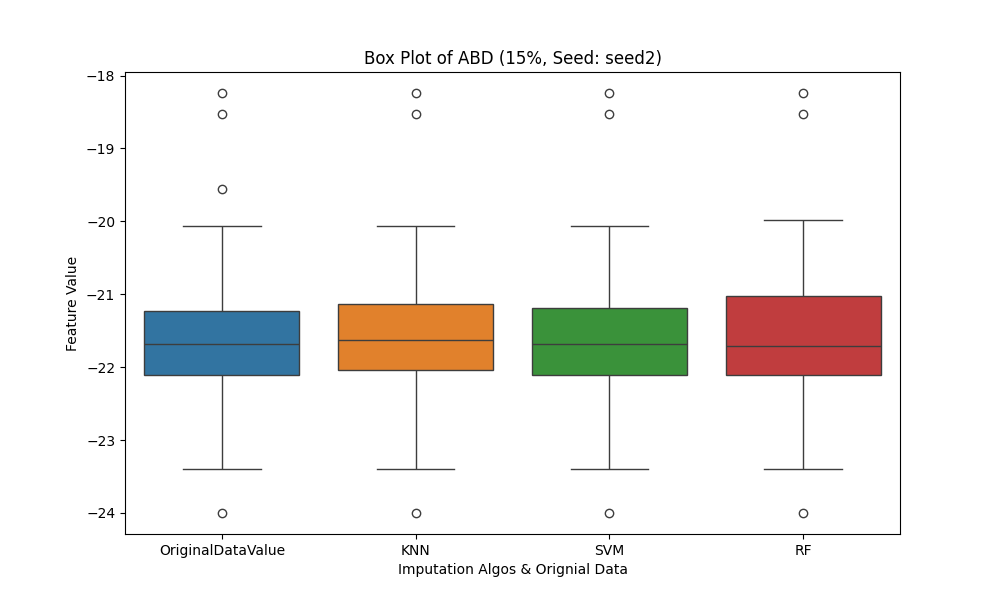 Box Plot of ABD (15%, Seed: seed2)
−18
−19
−20
−21
−22
−23
−24
Feature Value
OriginalDataValue KNN SVM RF
Imputation Algos & Orignial Data